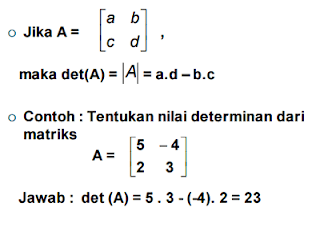 o Jika A = [a b
c d] ,
maka det(A) = |A| = a.d – b.c
o Contoh : Tentukan nilai determinan dari
matriks
A = [5 -4
2 3]
Jawab : det (A) = 5 . 3 - (-4). 2 = 23